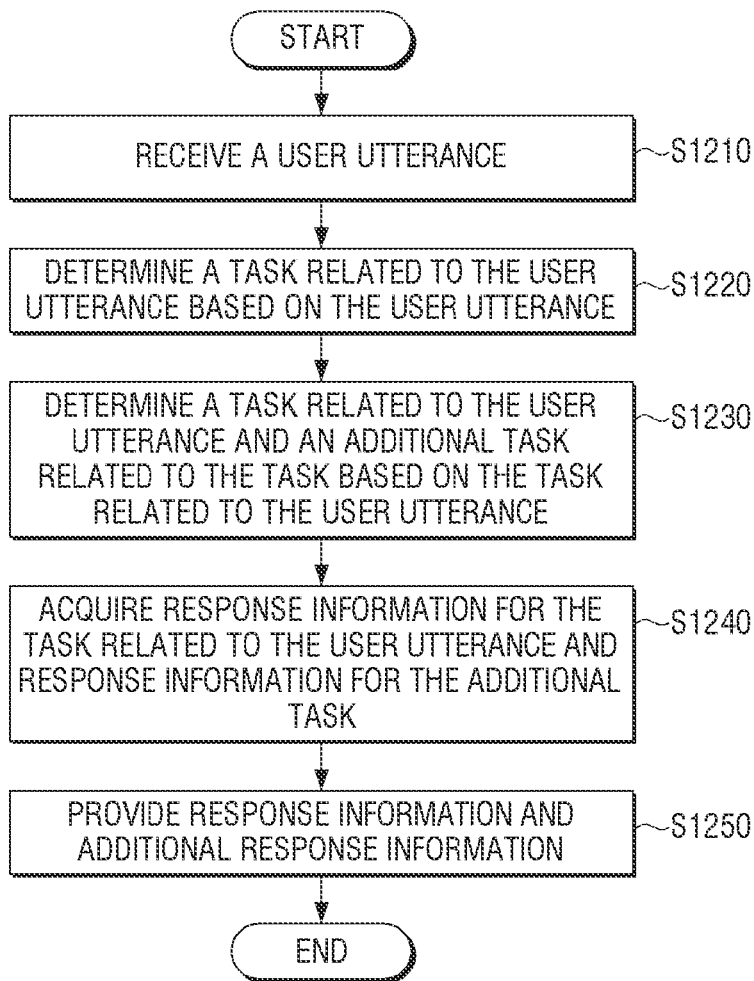 START
RECEIVE A USER UTTERANCE
S1210
DETERMINE A TASK RELATED TO THE USER
UTTERANCE BASED ON THE USER UTTERANCE
S1220
DETERMINE A TASK RELATED TO THE USER
UTTERANCE AND AN ADDITIONAL TASK
RELATED TO THE TASK BASED ON THE TASK
RELATED TO THE USER UTTERANCE
S1230
ACQUIRE RESPONSE INFORMATION FOR THE
TASK RELATED TO THE USER UTTERANCE AND
RESPONSE INFORMATION FOR THE ADDITIONAL
TASK
S1240
PROVIDE RESPONSE INFORMATION AND
ADDITIONAL RESPONSE INFORMATION
S1250
END